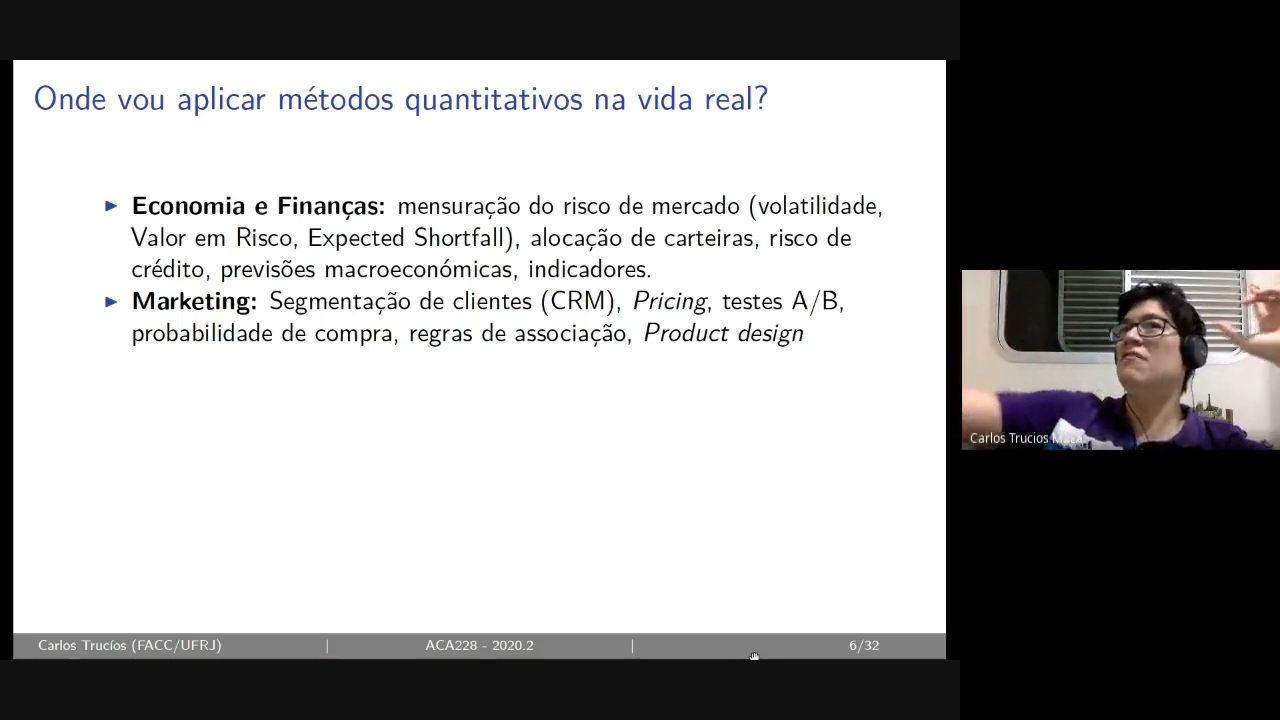 Onde vou aplicar métodos quantitativos na vida real?
▶ Economia e Finanças: mensuração do risco de mercado (volatilidade,
Valor em Risco, Expected Shortfall), alocação de carteiras, risco de
crédito, previsões macroeconómicas, indicadores.
▶ Marketing: Segmentação de clientes (CRM), Pricing, testes A/B,
probabilidade de compra, regras de associação, Product design
Carlos Trucíos (FACC/UFRJ) | ACA228 - 2020.2 | 6/32
Carlos Trucios